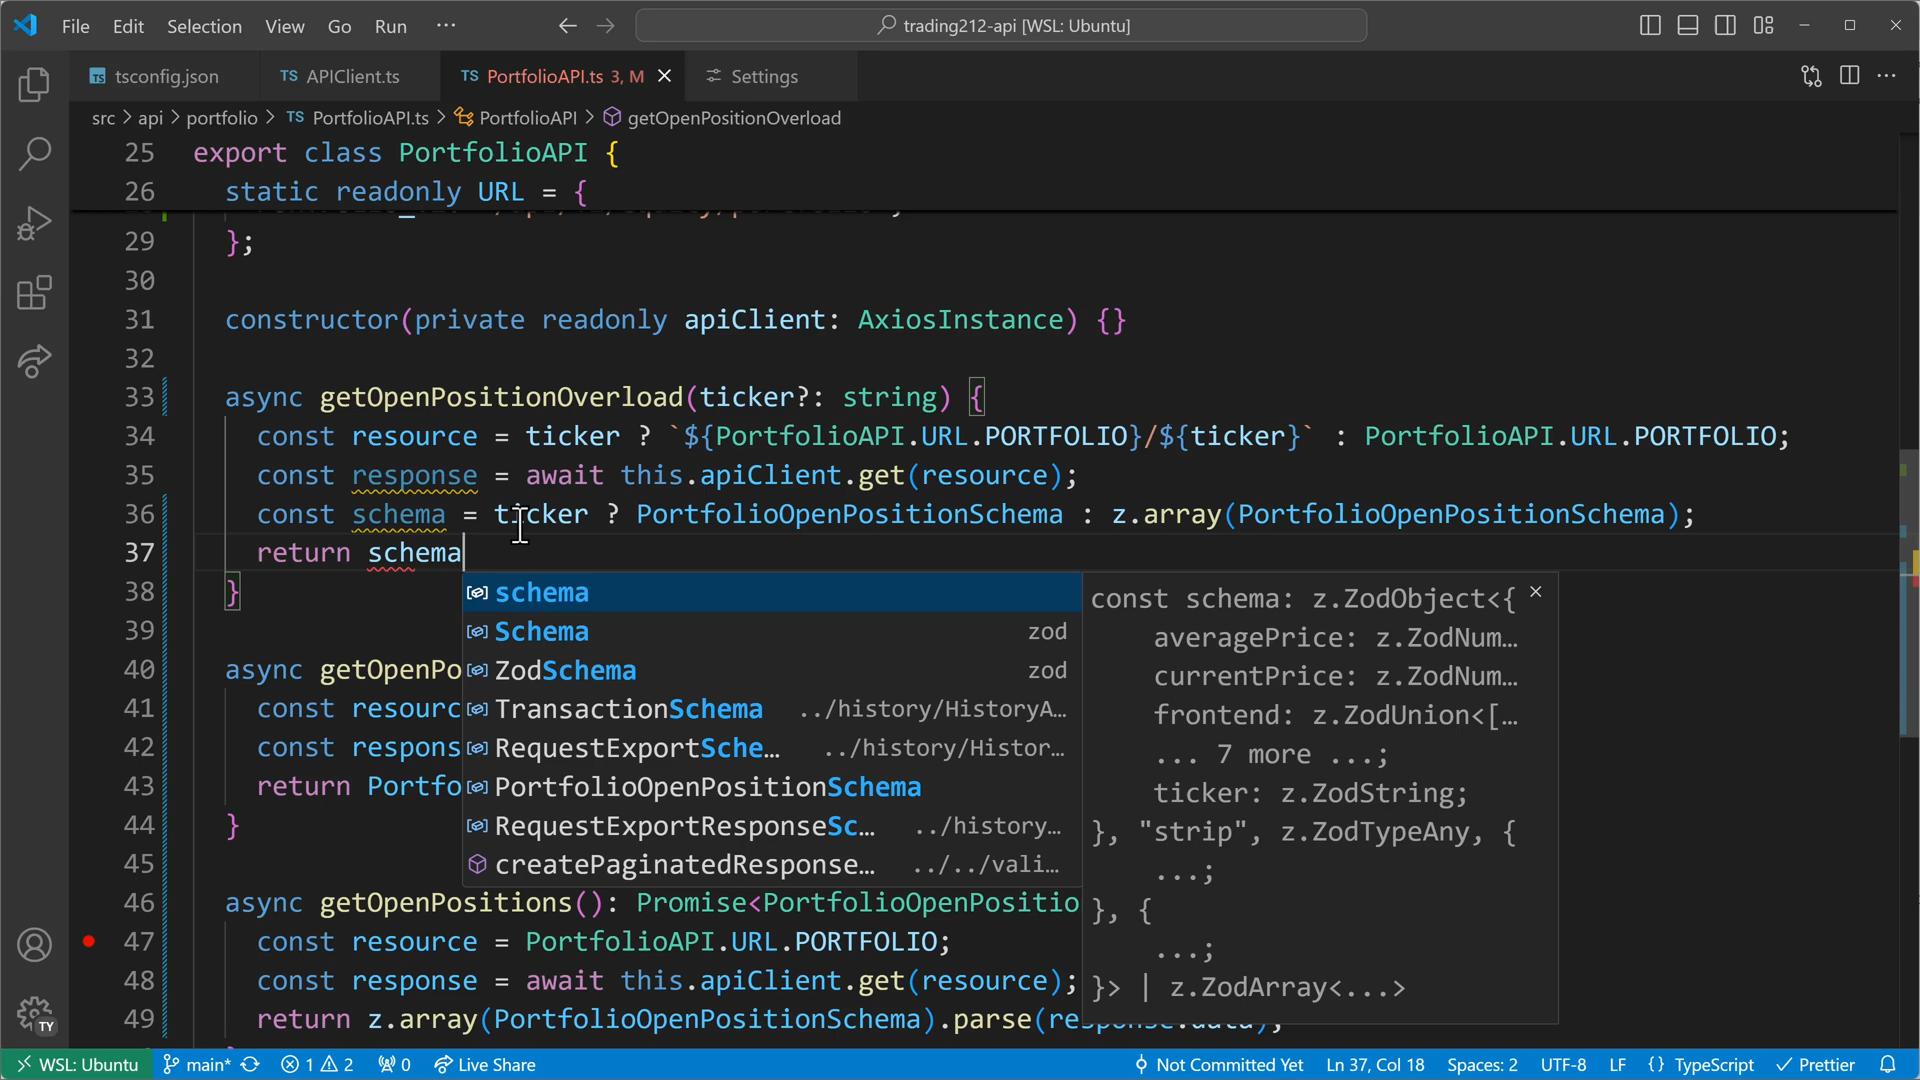 File Edit Selection View Go Run ··· trading212-api [WSL: Ubuntu]
TS tsconfig.json TS APIClient.ts TS PortfolioAPI.ts 3, M Settings
src > api > portfolio > TS PortfolioAPI.ts > PortfolioAPI > getOpenPositionOverload
25 export class PortfolioAPI {
26 static readonly URL = {
29 };
30
31 constructor(private readonly apiClient: AxiosInstance) {}
32
33 async getOpenPositionOverload(ticker?: string) {
34 const resource = ticker ? `${PortfolioAPI.URL.PORTFOLIO}/${ticker}` : PortfolioAPI.URL.PORTFOLIO;
35 const response = await this.apiClient.get(resource);
36 const schema = ticker ? PortfolioOpenPositionSchema : z.array(PortfolioOpenPositionSchema);
37 return schema
38 }
39
40 async getOpenPo
41 const resourc
42 const respons
43 return Portfo
44 }
45
46 async getOpenPositions(): Promise<PortfolioOpenPositio
47 const resource = PortfolioAPI.URL.PORTFOLIO;
48 const response = await this.apiClient.get(resource);
49 return z.array(PortfolioOpenPositionSchema).parse(response.data);
schema
Schema zod
ZodSchema zod
TransactionSchema ../history/HistoryA…
RequestExportSche… ../history/Histor…
PortfolioOpenPositionSchema
RequestExportResponseSc… ../history…
createPaginatedResponse… ../../vali…
const schema: z.ZodObject<{
averagePrice: z.ZodNum…
currentPrice: z.ZodNum…
frontend: z.ZodUnion<[…
... 7 more ...;
ticker: z.ZodString;
}, "strip", z.ZodTypeAny, {
...;
}, {
...;
}> | z.ZodArray<...>
TY
WSL: Ubuntu main* 1 2 0 Live Share Not Committed Yet Ln 37, Col 18 Spaces: 2 UTF-8 LF {} TypeScript Prettier